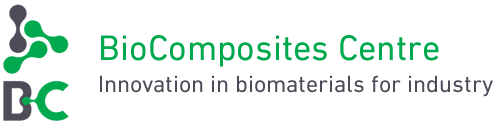 BioComposites Centre
Innovation in biomaterials for industry
BC